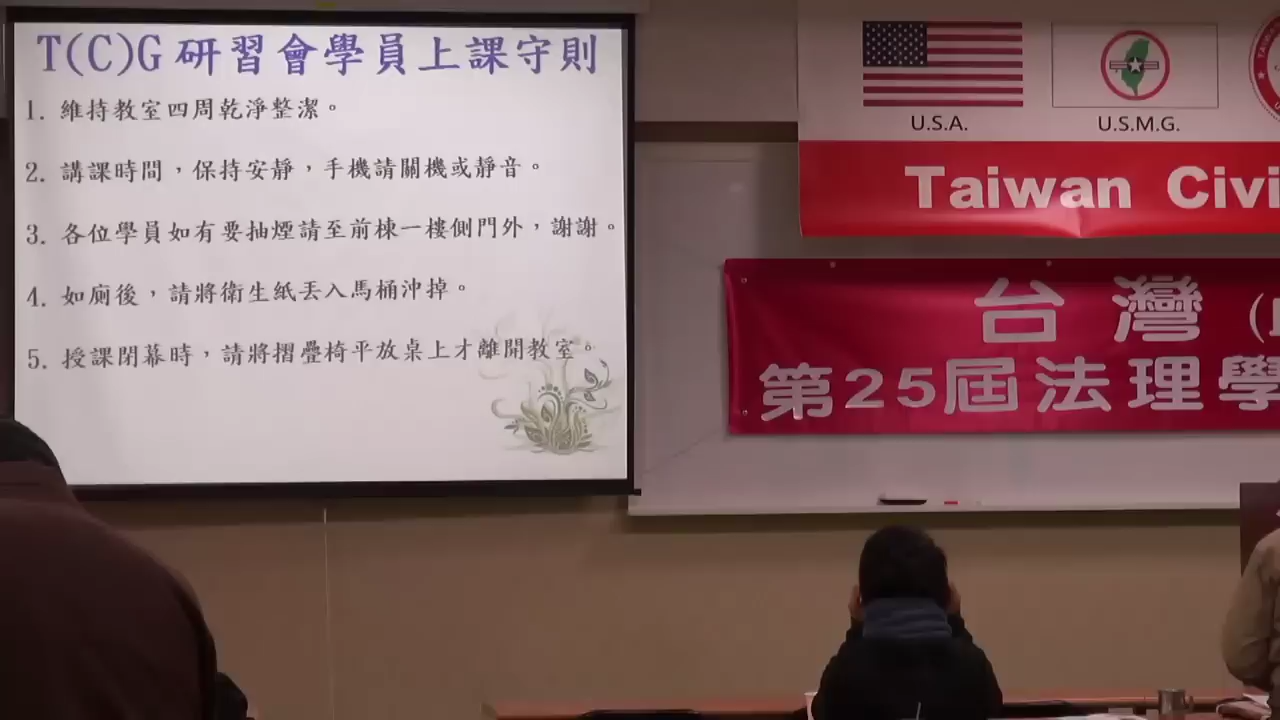 T(C)G 研習會學員上課守則
1. 維持教室四周乾淨整潔。
2. 講課時間，保持安靜，手機請關機或靜音。
3. 各位學員如有要抽煙請至前棟一樓側門外，謝謝。
4. 如廁後，請將衛生紙丟入馬桶沖掉。
5. 授課閉幕時，請將摺疊椅平放桌上才離開教室。
U.S.A.
U.S.M.G.
Taiwan Civi
台灣（
第25屆法理學